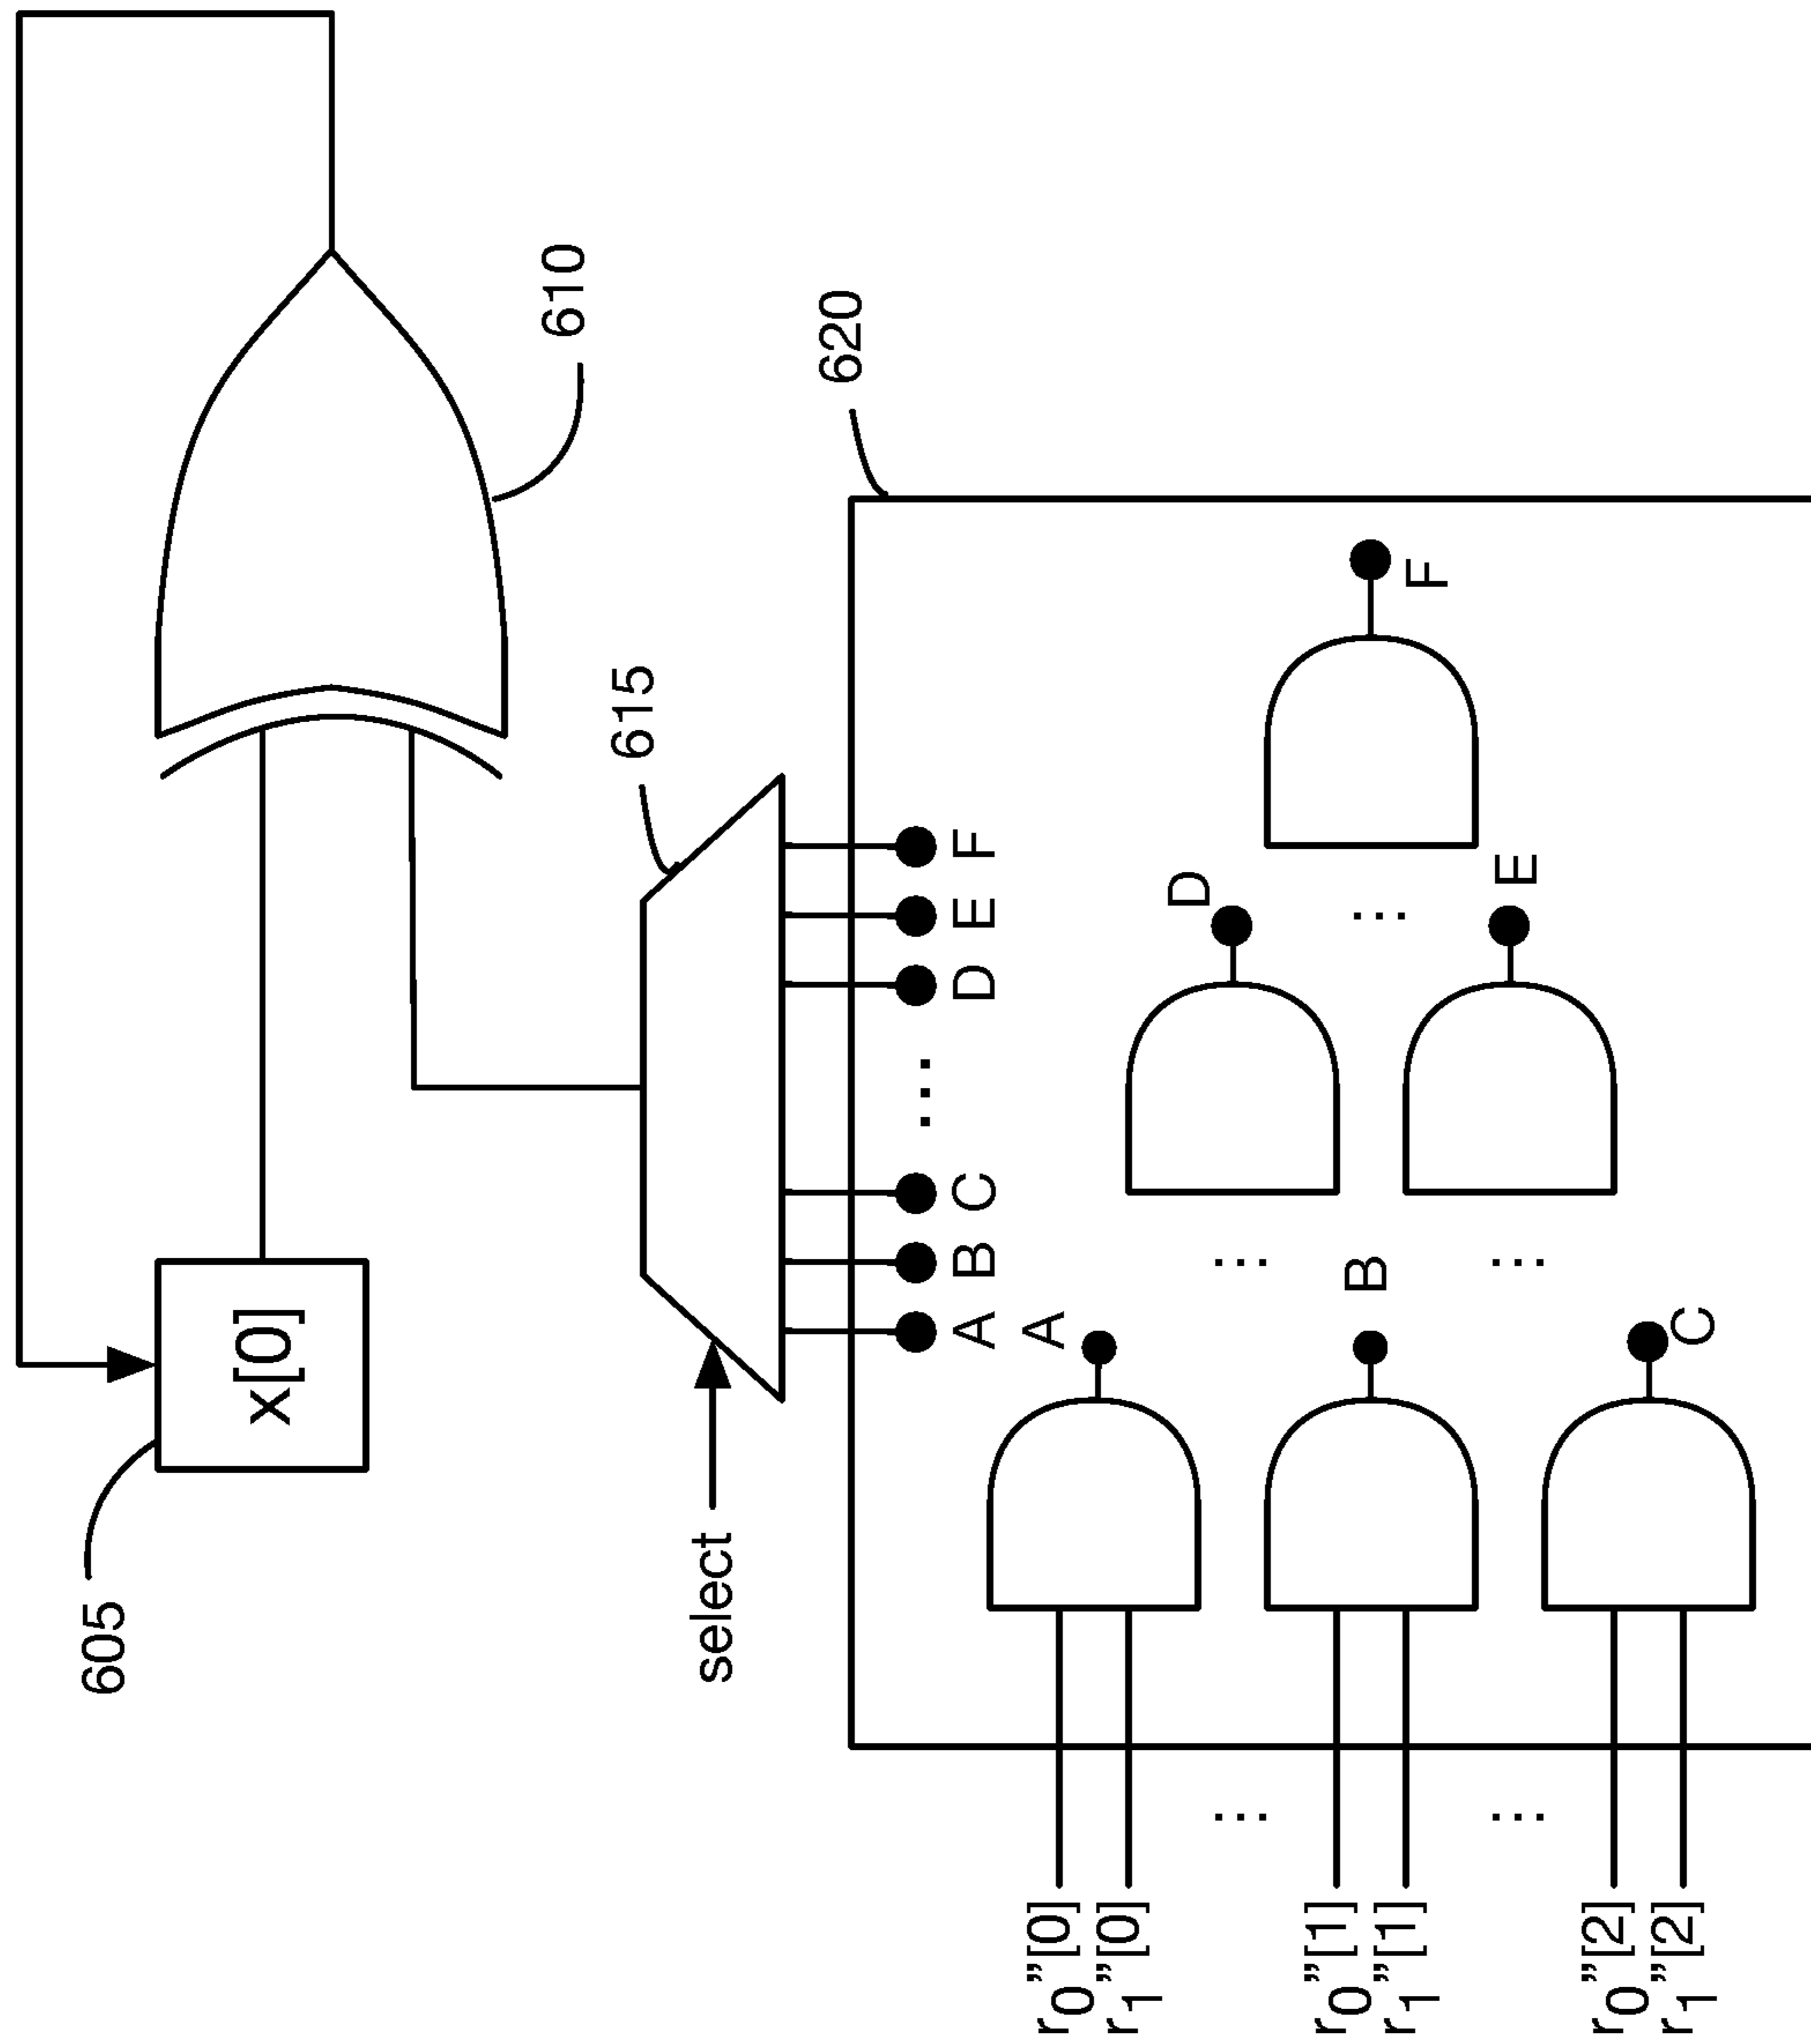 605
x[0]
610
select
615
620
A B C ... D E F
A
r0”[0]
r1”[0]
...
...
D
B
r0”[1]
r1”[1]
...
F
...
...
E
C
r0”[2]
r1”[2]